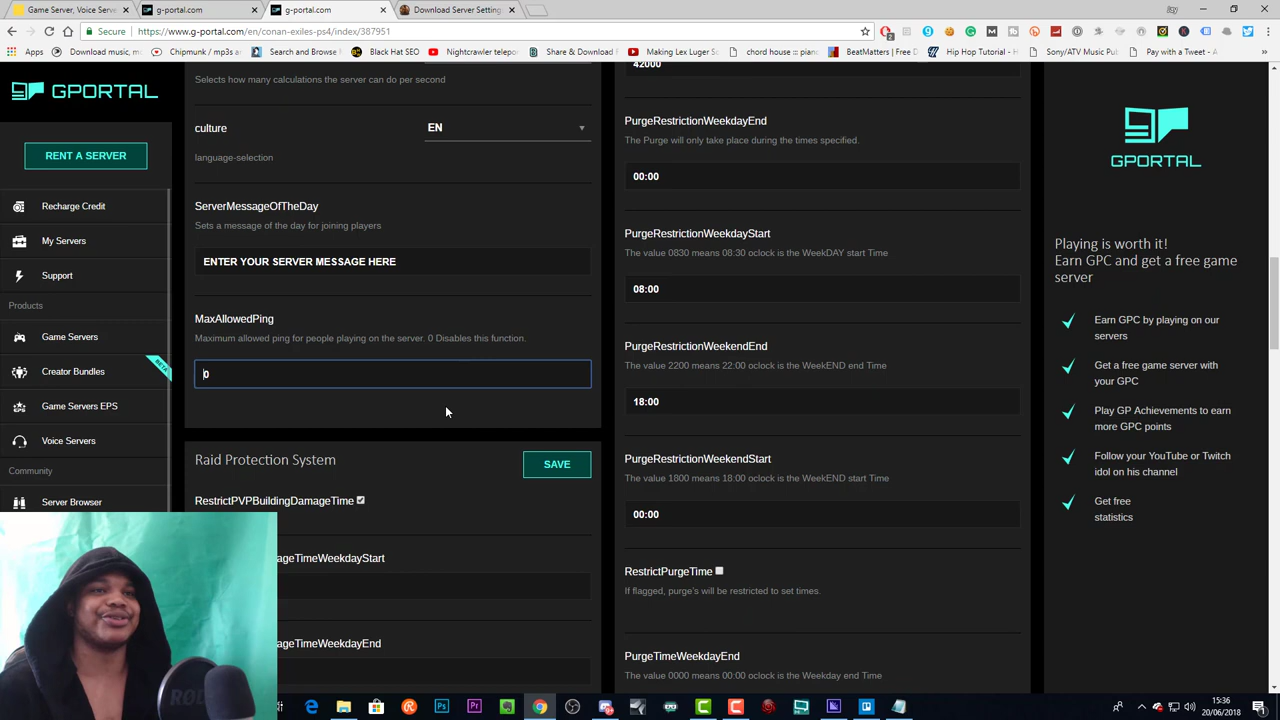 Game Server, Voice Serve
g-portal.com
g-portal.com
Download Server Setting
Secure
https://www.g-portal.com/en/conan-exiles-ps4/index/387951
Apps
Download music, m
Chipmunk / mp3s a
Search and Browse
Black Hat SEO
Nightcrawler telepor
Share & Download
Making Lex Luger S
chord house :: pian
BeatMatters | Free D
Hip Hop Tutorial - H
Sony/ATV Music Pub
Pay with a Tweet -
GPORTAL
RENT A SERVER
Recharge Credit
My Servers
Support
Products
Game Servers
Creator Bundles
BETA
Game Servers EPS
Voice Servers
Community
Server Browser
Selects how many calculations the server can do per second
culture
EN
language-selection
ServerMessageOfTheDay
Sets a message of the day for joining players
ENTER YOUR SERVER MESSAGE HERE
MaxAllowedPing
Maximum allowed ping for people playing on the server. 0 Disables this function.
0
Raid Protection System
SAVE
RestrictPVPBuildingDamageTime
ageTimeWeekdayStart
ageTimeWeekdayEnd
42000
PurgeRestrictionWeekdayEnd
The Purge will only take place during the times specified.
00:00
PurgeRestrictionWeekdayStart
The value 0830 means 08:30 oclock is the WeekDAY start Time
08:00
PurgeRestrictionWeekendEnd
The value 2200 means 22:00 oclock is the WeekEND end Time
18:00
PurgeRestrictionWeekendStart
The value 1800 means 18:00 oclock is the WeekEND start Time
00:00
RestrictPurgeTime
If flagged, purge's will be restricted to set times.
PurgeTimeWeekdayEnd
The value 0000 means 00:00 oclock is the Weekday end Time
GPORTAL
Playing is worth it!
Earn GPC and get a free game
server
Earn GPC by playing on our
servers
Get a free game server with
your GPC
Play GP Achievements to earn
more GPC points
Follow your YouTube or Twitch
idol on his channel
Get free
statistics
RØDE
15:36
20/06/2018